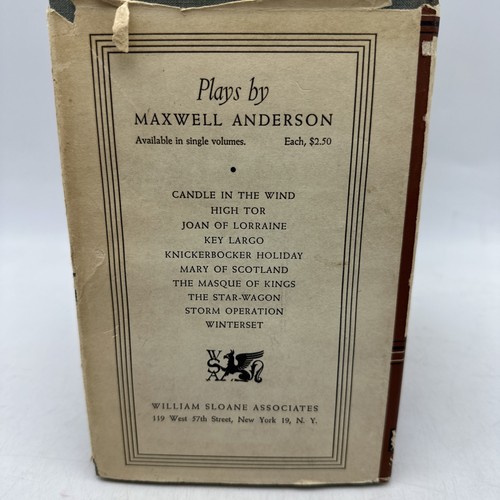 Plays by
MAXWELL ANDERSON
Available in single volumes. Each, $2.50
CANDLE IN THE WIND
HIGH TOR
JOAN OF LORRAINE
KEY LARGO
KNICKERBOCKER HOLIDAY
MARY OF SCOTLAND
THE MASQUE OF KINGS
THE STAR-WAGON
STORM OPERATION
WINTERSET
WSA
WILLIAM SLOANE ASSOCIATES
119 West 57th Street, New York 19, N. Y.